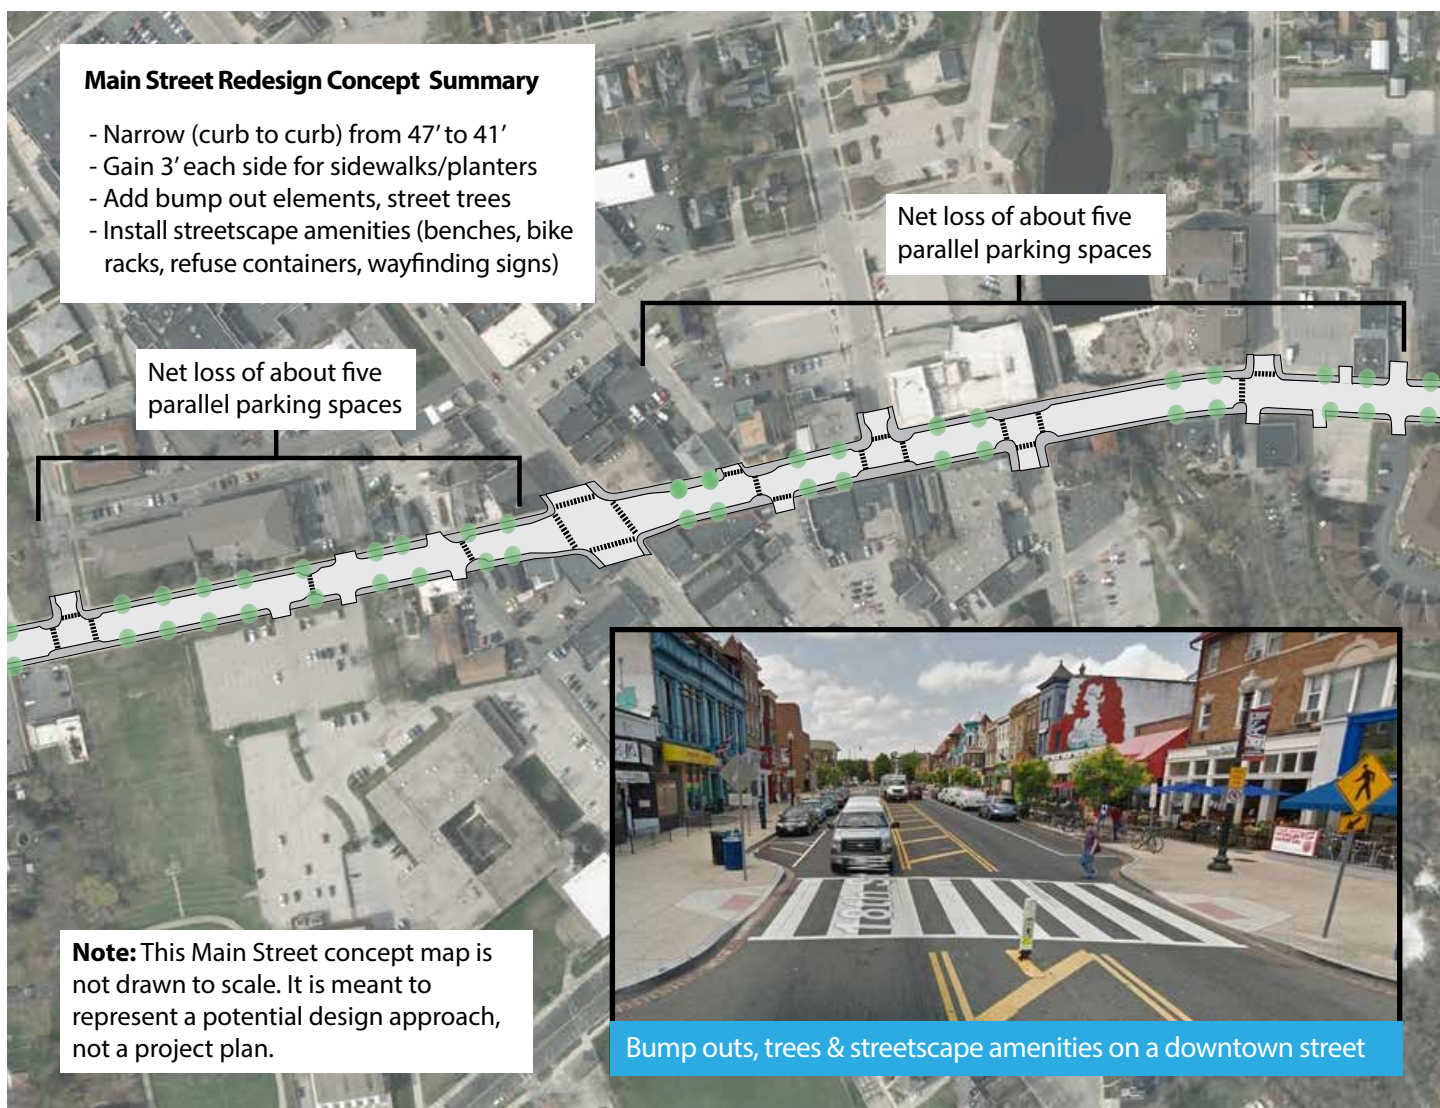 Main Street Redesign Concept Summary
- Narrow (curb to curb) from 47' to 41'
- Gain 3' each side for sidewalks/planters
- Add bump out elements, street trees
- Install streetscape amenities (benches, bike
racks, refuse containers, wayfinding signs)
Net loss of about five
parallel parking spaces
Net loss of about five
parallel parking spaces
Note: This Main Street concept map is
not drawn to scale. It is meant to
represent a potential design approach,
not a project plan.
Bump outs, trees & streetscape amenities on a downtown street